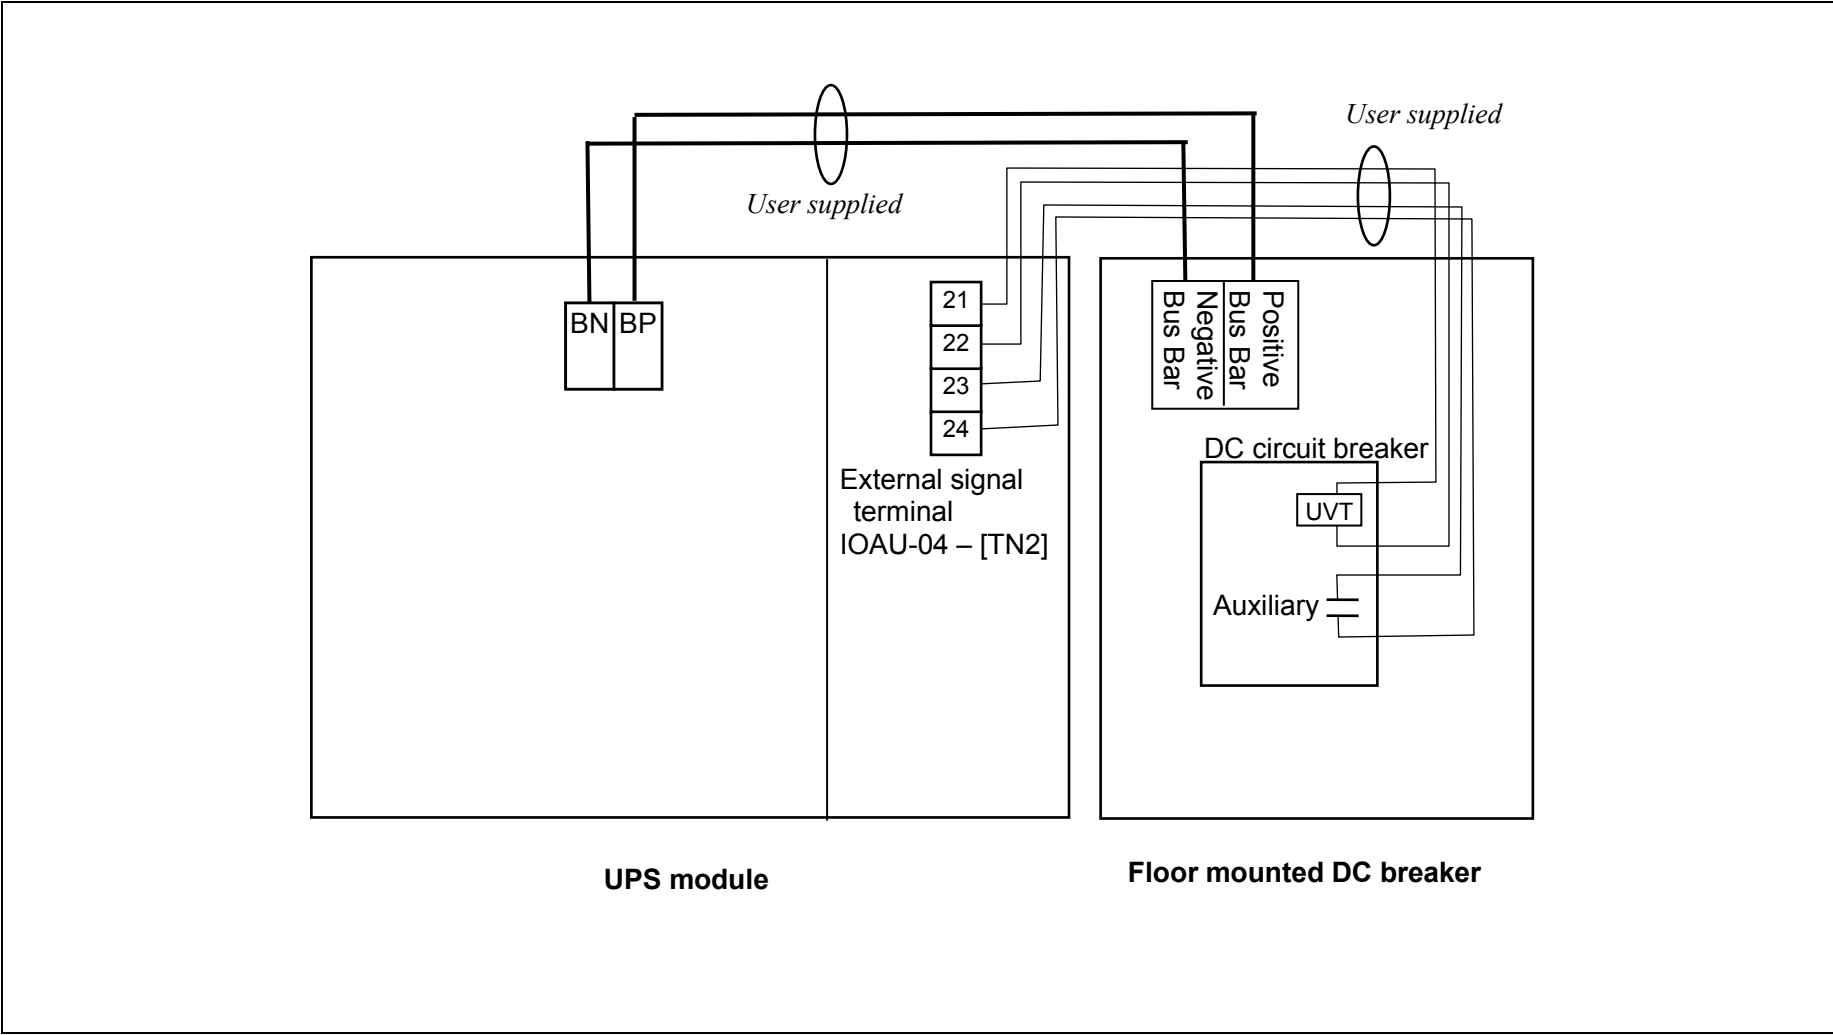 User supplied
User supplied
BN BP
21
22
23
24
External signal
terminal
IOAU-04 – [TN2]
Positive
Bus Bar
Negative
Bus Bar
DC circuit breaker
UVT
Auxiliary
UPS module
Floor mounted DC breaker